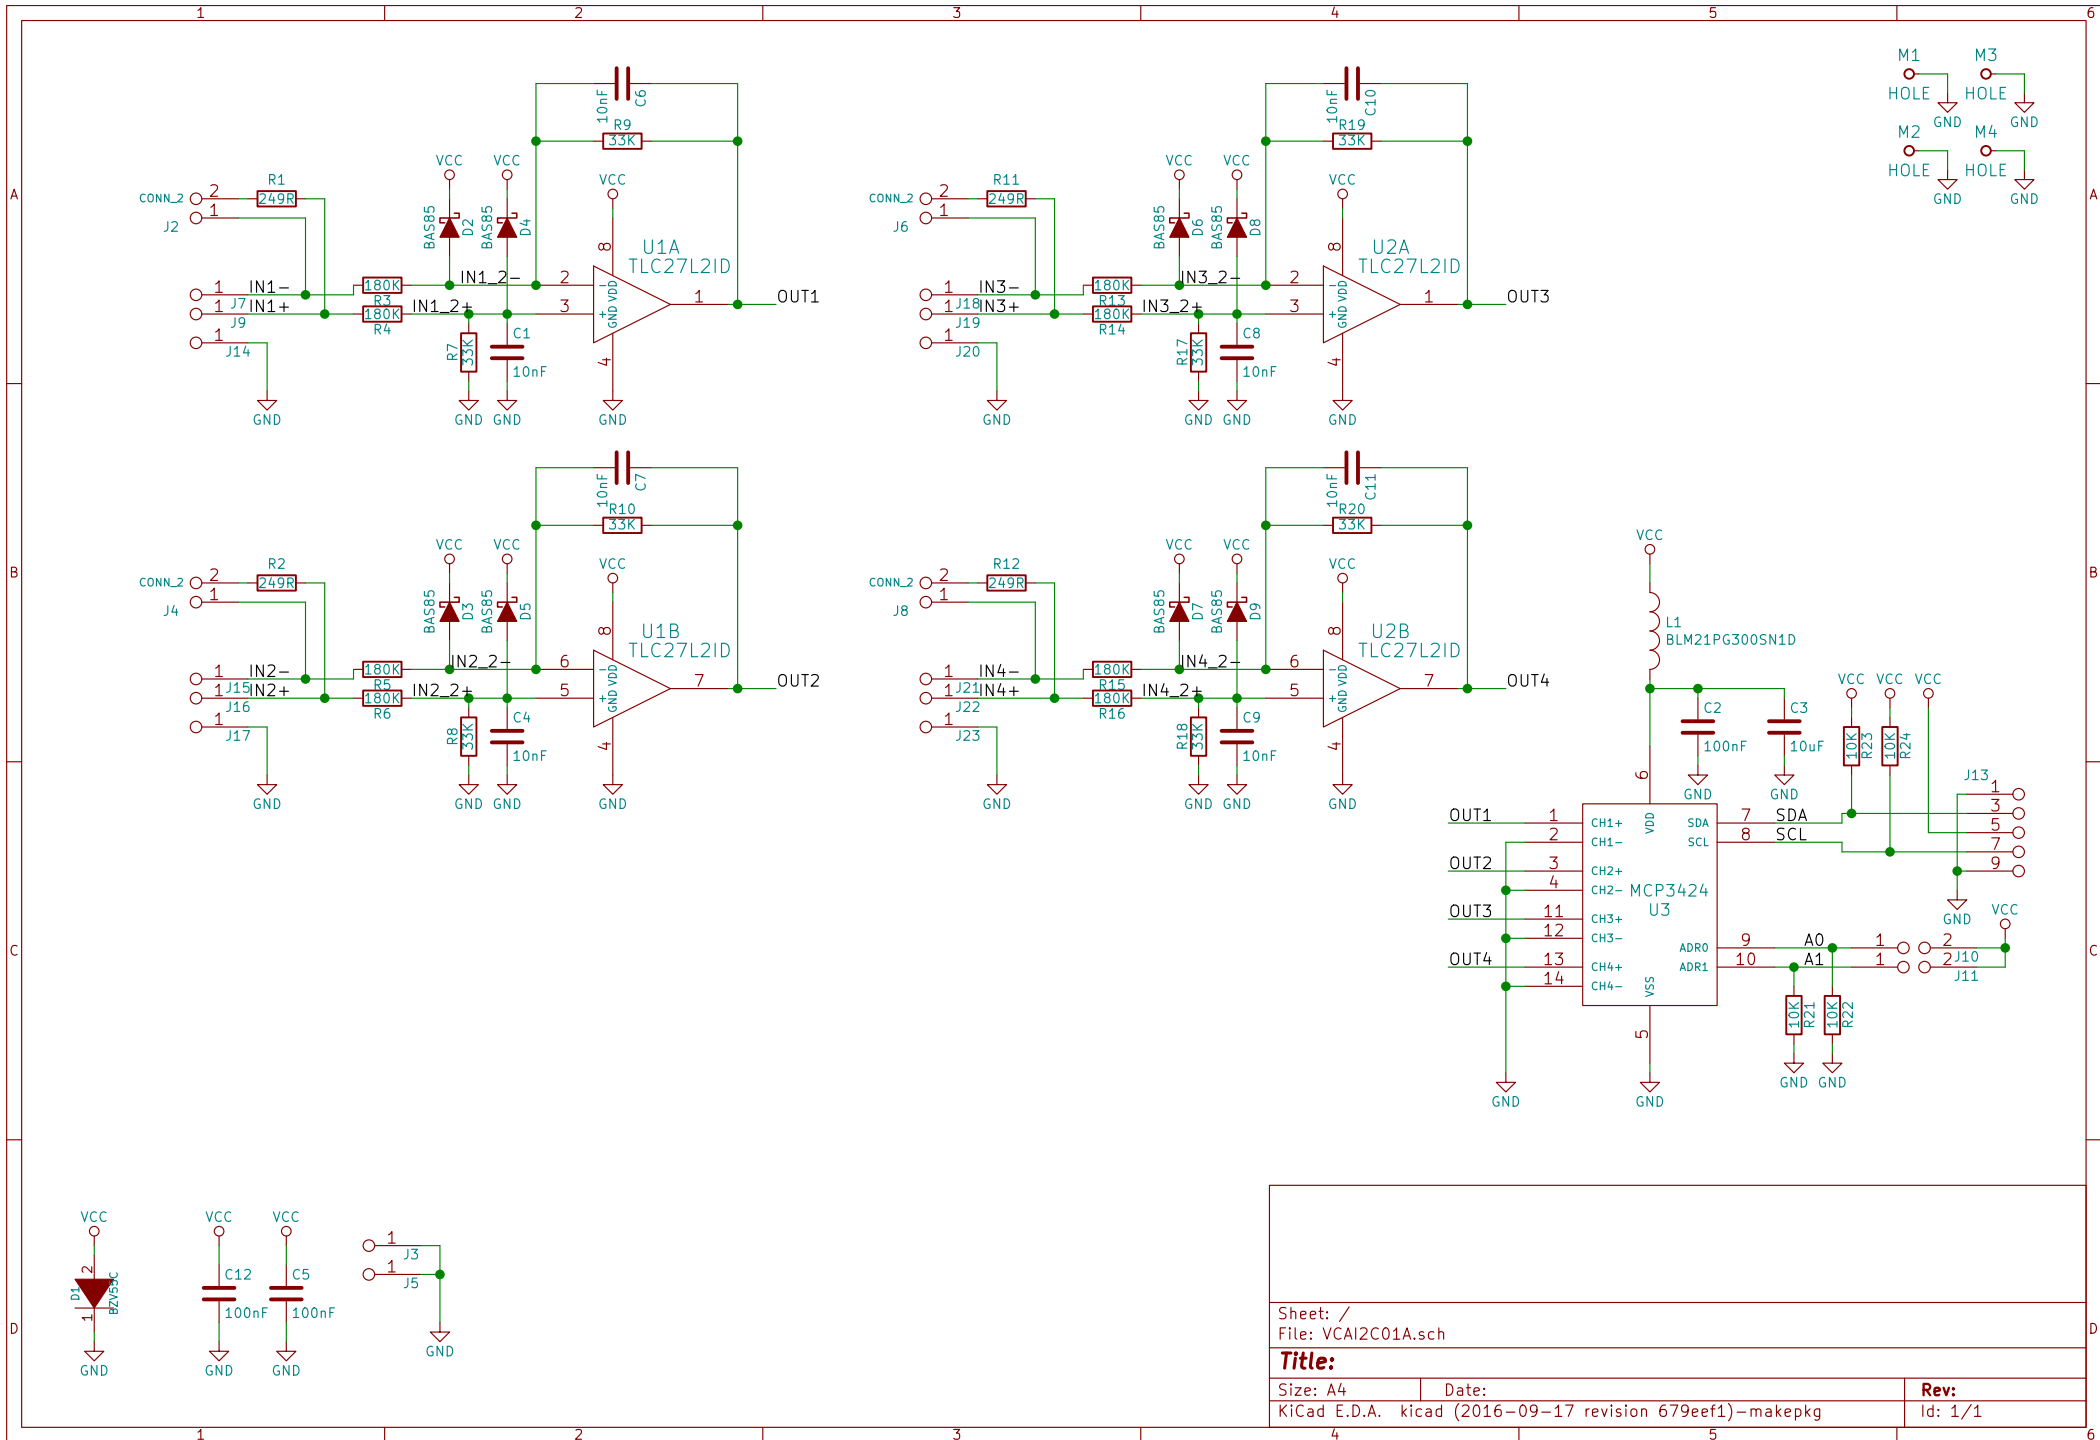 1 2 3 4 5 6
A
B
C
D
A
B
C
D
1 2 3 4 5 6
M1
HOLE
GND
M3
HOLE
GND
M2
HOLE
GND
M4
HOLE
GND
10nF
C6
R9
33K
VCC
VCC
VCC
CONN_2
2
1
J2
R1
249R
BAS85
D2
BAS85
D4
8
U1A
TLC27L2ID
1
J7
IN1-
1
J9
IN1+
1
J14
GND
180K
R3
180K
R4
IN1_2-
IN1_2+
2
3
- VDD
+ GND
1
OUT1
4
R7
33K
C1
10nF
GND
GND
GND
10nF
C10
R19
33K
VCC
VCC
VCC
CONN_2
2
1
J6
R11
249R
BAS85
D6
BAS85
D8
8
U2A
TLC27L2ID
1
J18
IN3-
1
J19
IN3+
1
J20
GND
180K
R13
180K
R14
IN3_2-
IN3_2+
2
3
- VDD
+ GND
1
OUT3
4
R17
33K
C8
10nF
GND
GND
GND
10nF
C7
R10
33K
VCC
VCC
VCC
CONN_2
2
1
J4
R2
249R
BAS85
D3
BAS85
D5
8
U1B
TLC27L2ID
1
J15
IN2-
1
J16
IN2+
1
J17
GND
180K
R5
180K
R6
IN2_2-
IN2_2+
6
5
- VDD
+ GND
7
OUT2
4
R8
33K
C4
10nF
GND
GND
GND
10nF
C11
R20
33K
VCC
VCC
VCC
CONN_2
2
1
J8
R12
249R
BAS85
D7
BAS85
D9
8
U2B
TLC27L2ID
1
J21
IN4-
1
J22
IN4+
1
J23
GND
180K
R15
180K
R16
IN4_2-
IN4_2+
6
5
- VDD
+ GND
7
OUT4
4
R18
33K
C9
10nF
GND
GND
GND
VCC
L1
BLM21PG300SN1D
C2
100nF
GND
C3
10uF
GND
VCC
VCC
VCC
10K
R23
10K
R24
J13
1
3
5
7
9
GND
OUT1
OUT2
OUT3
OUT4
1
2
3
4
11
12
13
14
CH1+
CH1-
CH2+
CH2-
CH3+
CH3-
CH4+
CH4-
6
VDD
MCP3424
U3
VSS
5
SDA
SCL
ADR0
ADR1
7 SDA
8 SCL
9 A0
10 A1
1
1
2
2
J10
J11
VCC
10K
R21
10K
R22
GND
GND
GND
GND
VCC
2
D1
BZV55C
1
GND
VCC
C12
100nF
GND
VCC
C5
100nF
GND
1
J3
1
J5
GND
Sheet: /
File: VCAI2C01A.sch
Title:
Size: A4
Date:
Rev:
KiCad E.D.A. kicad (2016-09-17 revision 679eef1)-makepkg
Id: 1/1